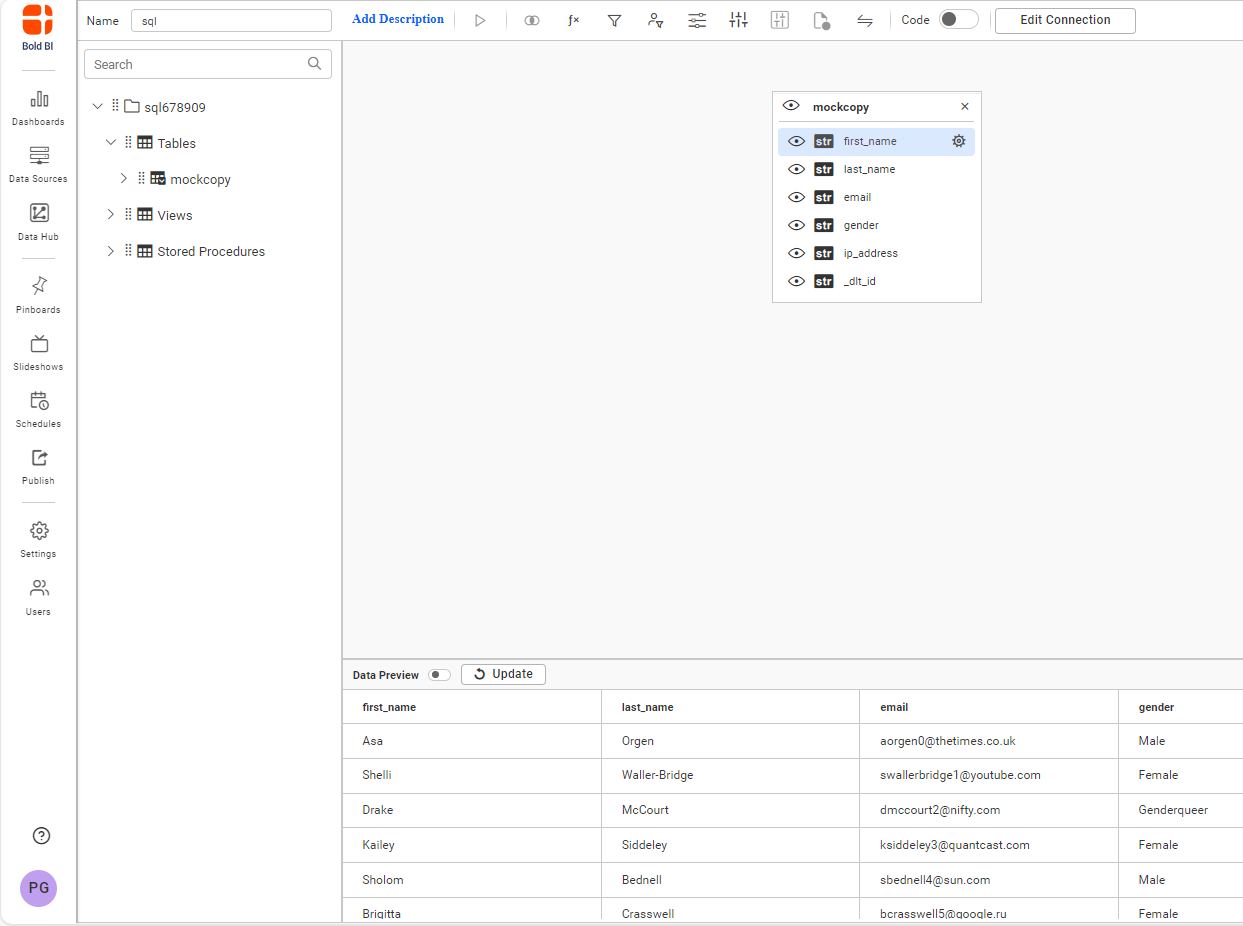 Bold BI
Dashboards
Data Sources
Data Hub
Pinboards
Slideshows
Schedules
Publish
Settings
Users
PG
Name sql Add Description fx Code Edit Connection
Search
sql678909
Tables
mockcopy
Views
Stored Procedures
mockcopy
str first_name
str last_name
str email
str gender
str ip_address
str _dlt_id
Data Preview Update
first_name last_name email gender
Asa Orgen aorgen0@thetimes.co.uk Male
Shelli Waller-Bridge swallerbridge1@youtube.com Female
Drake McCourt dmccourt2@nifty.com Genderqueer
Kailey Siddeley ksiddeley3@quantcast.com Female
Sholom Bednell sbednell4@sun.com Male
Brigitta Crasswell bcrasswell5@google.ru Female